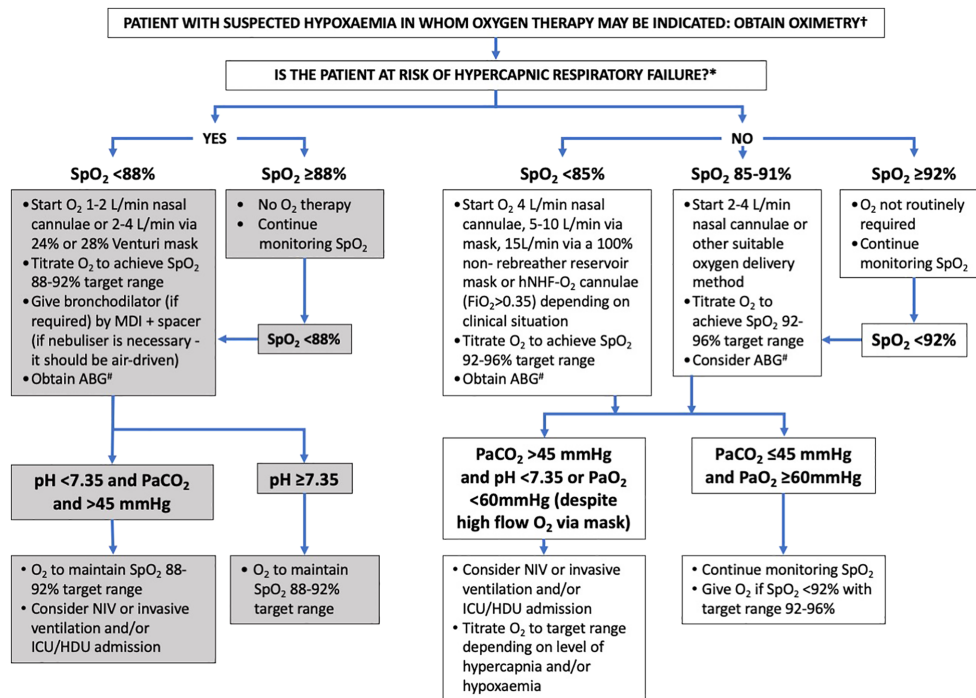 PATIENT WITH SUSPECTED HYPOXAEMIA IN WHOM OXYGEN THERAPY MAY BE INDICATED: OBTAIN OXIMETRY†
IS THE PATIENT AT RISK OF HYPERCAPNIC RESPIRATORY FAILURE?*
YES
NO
SpO₂ <88%
SpO₂ ≥88%
SpO₂ <85%
SpO₂ 85-91%
SpO₂ ≥92%
• Start O₂ 1-2 L/min nasal
cannulae or 2-4 L/min via
24% or 28% Venturi mask
• Titrate O₂ to achieve SpO₂
88-92% target range
• Give bronchodilator (if
required) by MDI + spacer
(if nebuliser is necessary -
it should be air-driven)
• Obtain ABG#
• No O₂ therapy
• Continue
monitoring SpO₂
SpO₂ <88%
• Start O₂ 4 L/min nasal
cannulae, 5-10 L/min via
mask, 15L/min via a 100%
non- rebreather reservoir
mask or hNHF-O₂ cannulae
(FiO₂>0.35) depending on
clinical situation
• Titrate O₂ to achieve SpO₂
92-96% target range
• Obtain ABG#
• Start 2-4 L/min
nasal cannulae or
other suitable
oxygen delivery
method
• Titrate O₂ to
achieve SpO₂ 92-
96% target range
• Consider ABG#
• O₂ not routinely
required
• Continue
monitoring SpO₂
SpO₂ <92%
pH <7.35 and PaCO₂
and >45 mmHg
pH ≥7.35
PaCO₂ >45 mmHg
and pH <7.35 or PaO₂
<60mmHg (despite
high flow O₂ via mask)
PaCO₂ ≤45 mmHg
and PaO₂ ≥60mmHg
• O₂ to maintain SpO₂ 88-
92% target range
• Consider NIV or invasive
ventilation and/or
ICU/HDU admission
• O₂ to maintain
SpO₂ 88-92%
target range
• Consider NIV or invasive
ventilation and/or
ICU/HDU admission
• Titrate O₂ to target range
depending on level of
hypercapnia and/or
hypoxaemia
• Continue monitoring SpO₂
• Give O₂ if SpO₂ <92% with
target range 92-96%